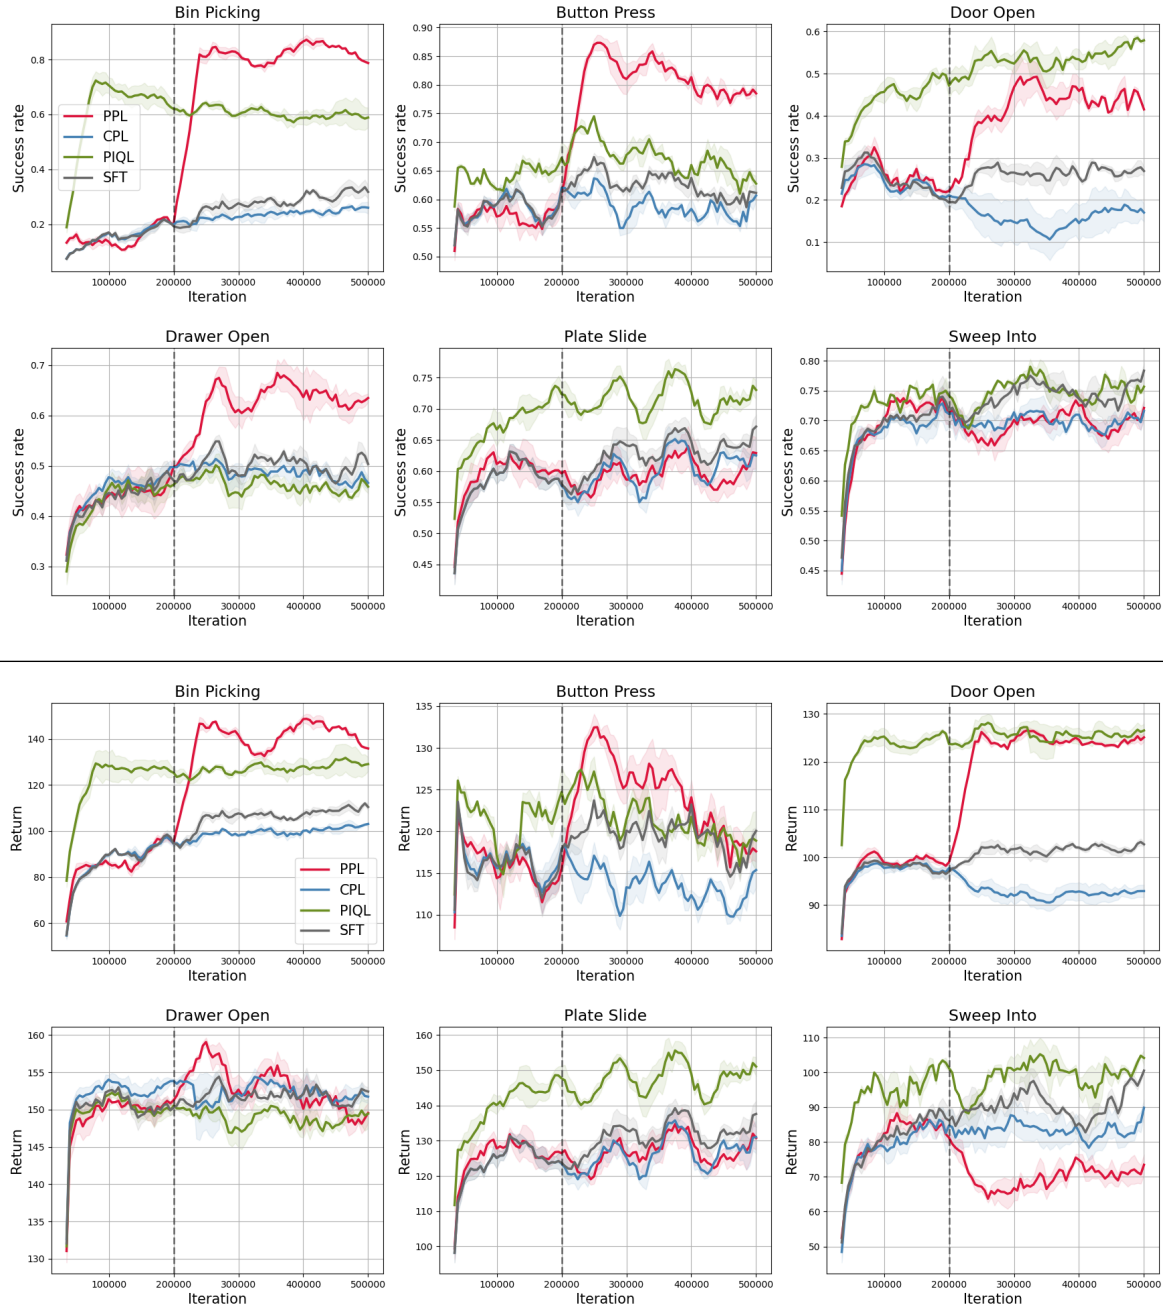 Bin Picking
Success rate
0.8
0.6
0.4
0.2
PPL
CPL
PIQL
SFT
100000 200000 300000 400000 500000
Iteration
Button Press
Success rate
0.90
0.85
0.80
0.75
0.70
0.65
0.60
0.55
0.50
100000 200000 300000 400000 500000
Iteration
Door Open
Success rate
0.6
0.5
0.4
0.3
0.2
0.1
100000 200000 300000 400000 500000
Iteration
Drawer Open
Success rate
0.7
0.6
0.5
0.4
0.3
100000 200000 300000 400000 500000
Iteration
Plate Slide
Success rate
0.75
0.70
0.65
0.60
0.55
0.50
0.45
100000 200000 300000 400000 500000
Iteration
Sweep Into
Success rate
0.80
0.75
0.70
0.65
0.60
0.55
0.50
0.45
100000 200000 300000 400000 500000
Iteration
Bin Picking
Return
140
120
100
80
60
PPL
CPL
PIQL
SFT
100000 200000 300000 400000 500000
Iteration
Button Press
Return
135
130
125
120
115
110
100000 200000 300000 400000 500000
Iteration
Door Open
Return
130
120
110
100
90
100000 200000 300000 400000 500000
Iteration
Drawer Open
Return
160
155
150
145
140
135
130
100000 200000 300000 400000 500000
Iteration
Plate Slide
Return
160
150
140
130
120
110
100
100000 200000 300000 400000 500000
Iteration
Sweep Into
Return
110
100
90
80
70
60
50
100000 200000 300000 400000 500000
Iteration